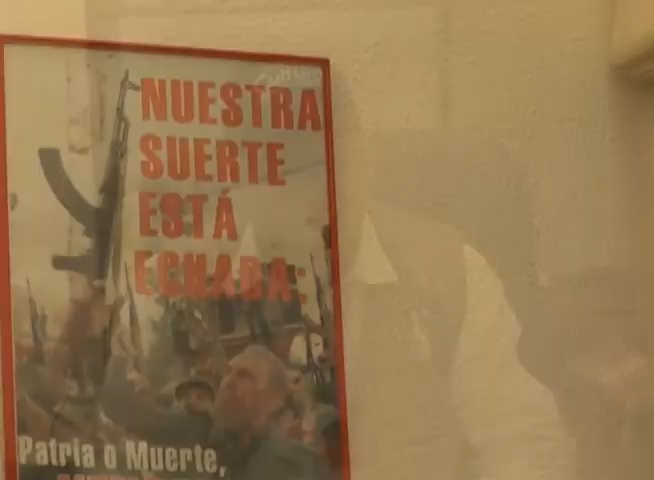 NUESTRA
SUERTE
ESTÁ
ECHADA:
Patria o Muerte,